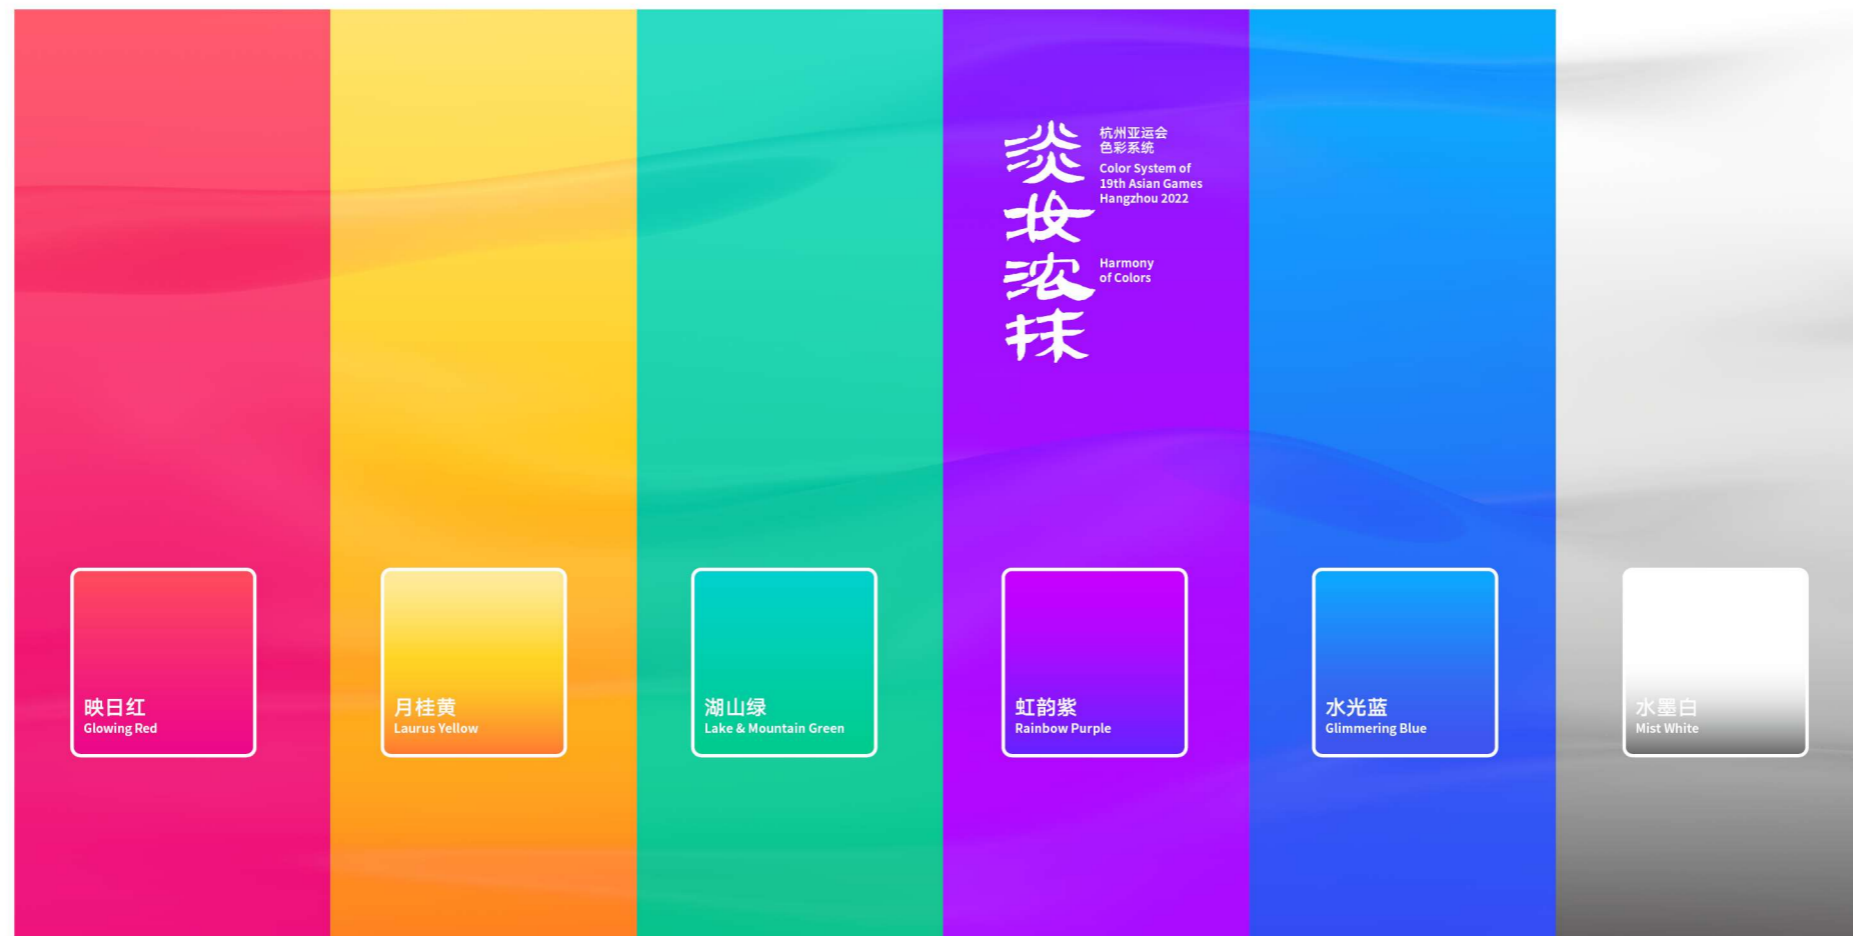 淡妆浓抹
杭州亚运会
色彩系统
Color System of
19th Asian Games
Hangzhou 2022
Harmony
of Colors
映日红
Glowing Red
月桂黄
Laurus Yellow
湖山绿
Lake & Mountain Green
虹韵紫
Rainbow Purple
水光蓝
Glimmering Blue
水墨白
Mist White